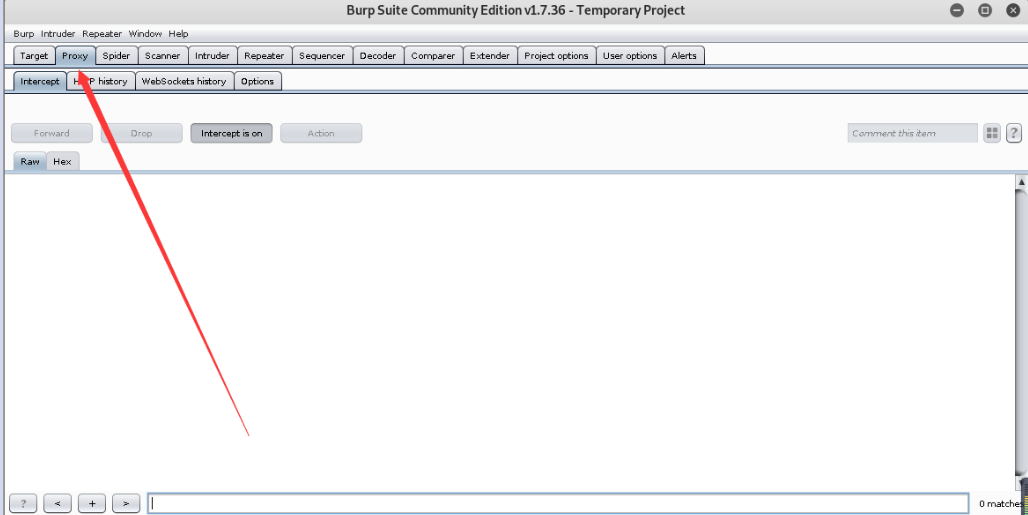 Burp Suite Community Edition v1.7.36 - Temporary Project
Burp Intruder Repeater Window Help
Target Proxy Spider Scanner Intruder Repeater Sequencer Decoder Comparer Extender Project options User options Alerts
Intercept history WebSockets history Options
Forward Drop Intercept is on Action Comment this item ?
Raw Hex
? < + > 0 matches